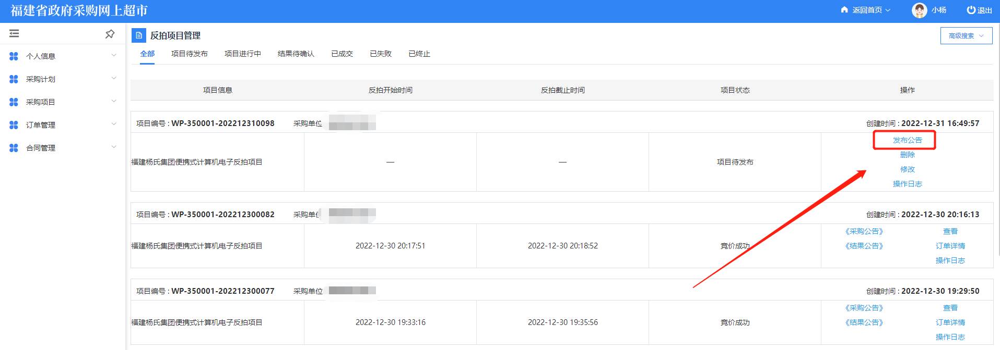 福建省政府采购网上超市
返回首页
小杨
退出
个人信息
采购计划
采购项目
订单管理
合同管理
反拍项目管理
高级搜索
全部 项目待发布 项目进行中 结果待确认 已成交 已失败 已终止
项目信息 反拍开始时间 反拍截止时间 项目状态 操作
项目编号 : WP-350001-202212310098 采购单位 创建时间 : 2022-12-31 16:49:57
福建杨氏集团便携式计算机电子反拍项目 — — 项目待发布
发布公告
删除
修改
操作日志
项目编号 : WP-350001-202212300082 采购单位 创建时间 : 2022-12-30 20:16:13
福建杨氏集团便携式计算机电子反拍项目 2022-12-30 20:17:51 2022-12-30 20:18:52 竞价成功
《采购公告》 查看
《结果公告》 订单详情
操作日志
项目编号 : WP-350001-202212300077 采购单位 创建时间 : 2022-12-30 19:29:50
福建杨氏集团便携式计算机电子反拍项目 2022-12-30 19:33:16 2022-12-30 19:35:56 竞价成功
《采购公告》 查看
《结果公告》 订单详情
操作日志